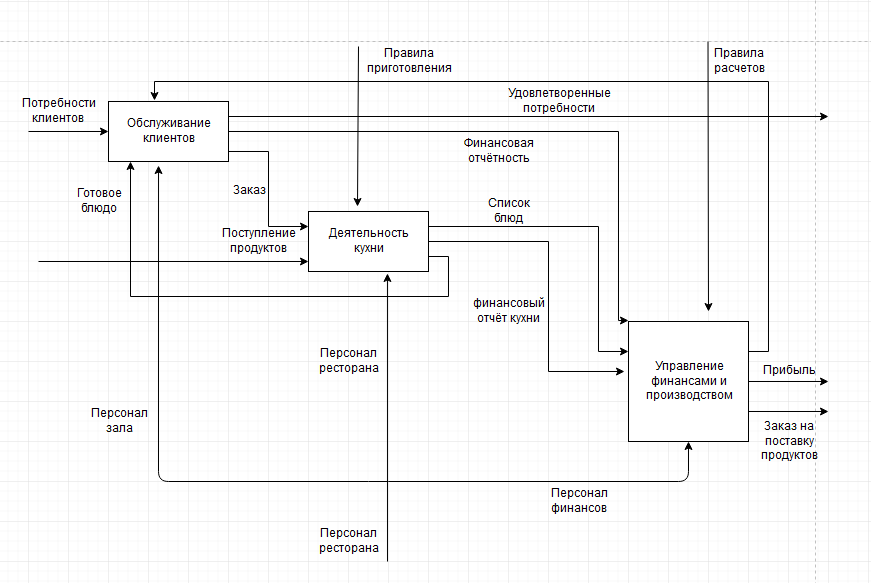 Правила
приготовления
Правила
расчетов
Удовлетворенные
потребности
Потребности
клиентов
Обслуживание
клиентов
Финансовая
отчётность
Готовое
блюдо
Заказ
Список
блюд
Поступление
продуктов
Деятельность
кухни
финансовый
отчёт кухни
Персонал
ресторана
Управление
финансами и
производством
Прибыль
Персонал
зала
Заказ на
поставку
продуктов
Персонал
финансов
Персонал
ресторана